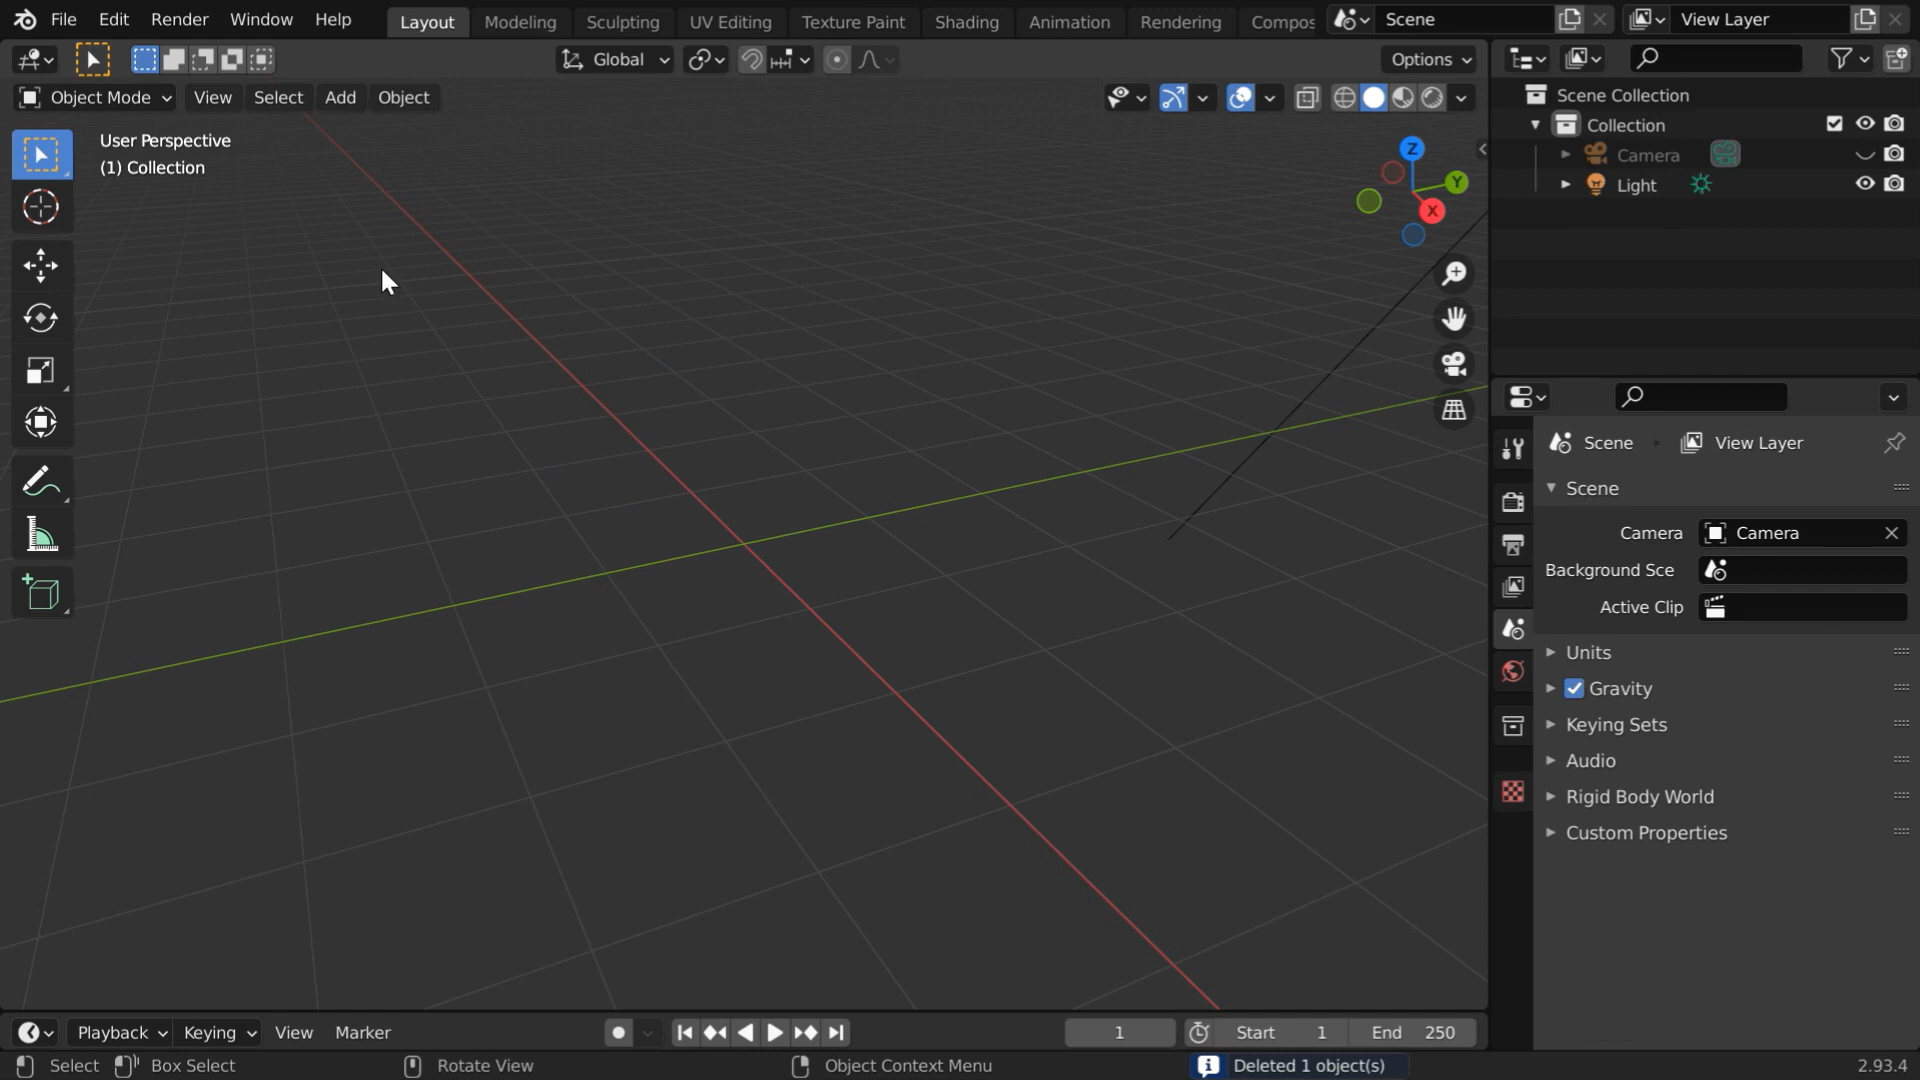 File Edit Render Window Help Layout Modeling Sculpting UV Editing Texture Paint Shading Animation Rendering Compos Scene View Layer
Global Options
Object Mode View Select Add Object
User Perspective
(1) Collection
Z
Y
X
Scene Collection
Collection
Camera
Light
Scene View Layer
Scene
Camera Camera
Background Sce
Active Clip
Units
Gravity
Keying Sets
Audio
Rigid Body World
Custom Properties
Playback Keying View Marker 1 Start 1 End 250
Select Box Select Rotate View Object Context Menu Deleted 1 object(s) 2.93.4